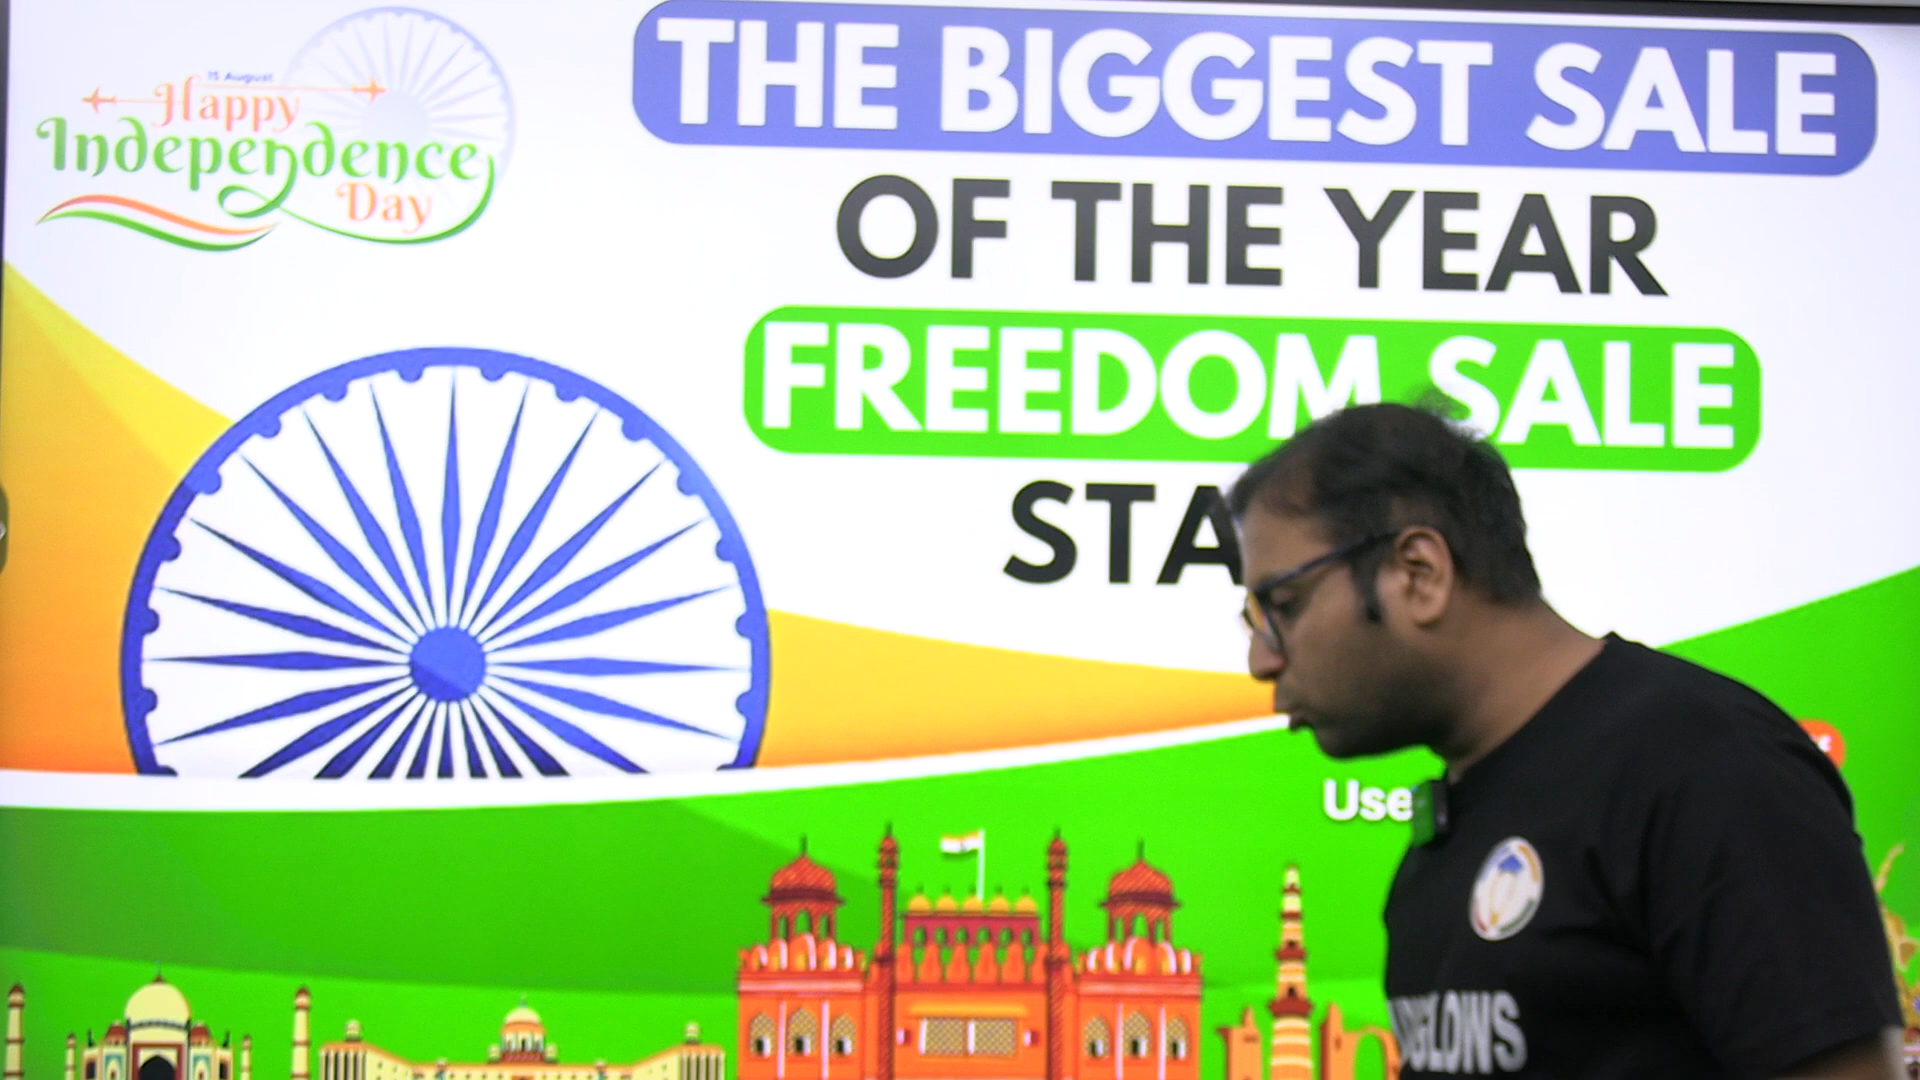 15 August
Happy
Independence
Day
THE BIGGEST SALE
OF THE YEAR
FREEDOM SALE
STA
Use